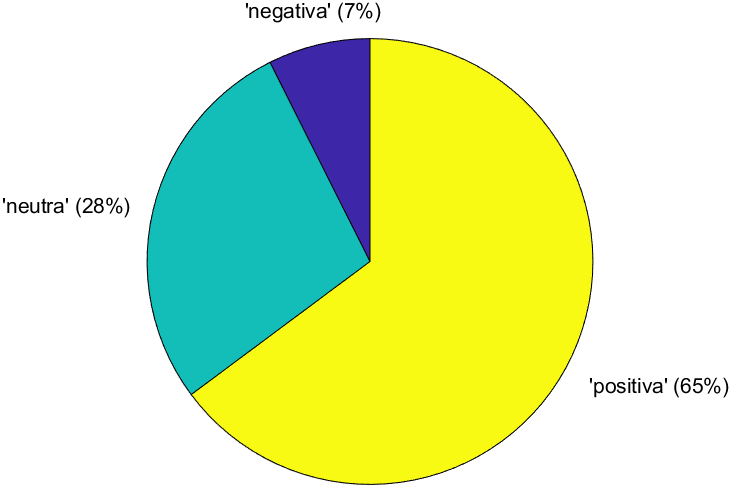 'negativa' (7%)
'neutra' (28%)
'positiva' (65%)